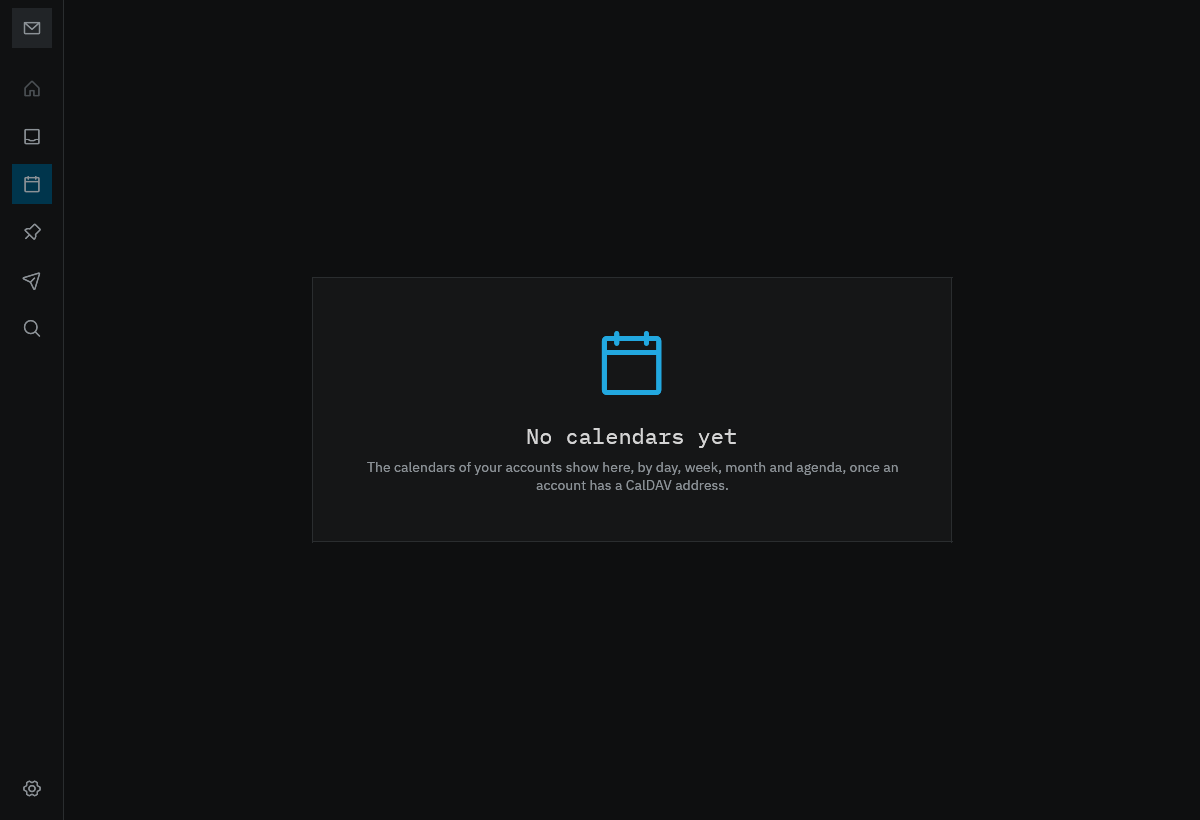 No calendars yet
The calendars of your accounts show here, by day, week, month and agenda, once an
account has a CalDAV address.